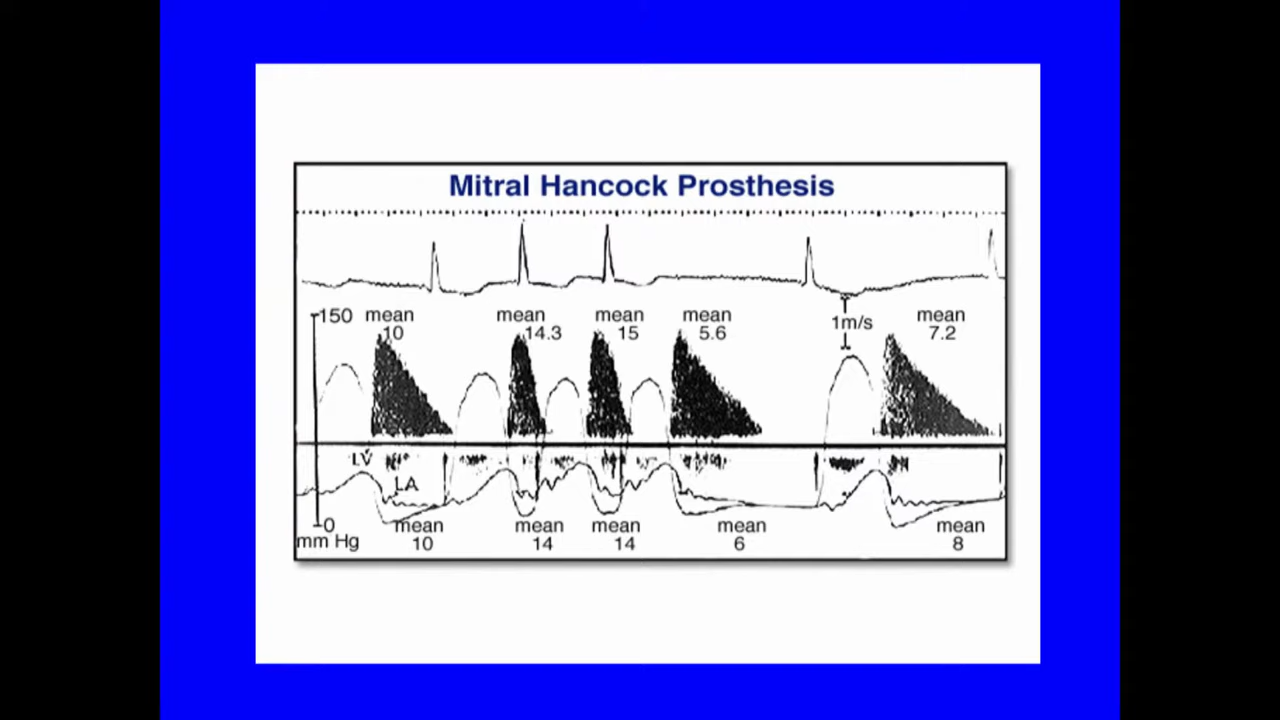 Mitral Hancock Prosthesis
150 mean 10
mean 14.3
mean 15
mean 5.6
1m/s
mean 7.2
LV
LA
0
mm Hg
mean 10
mean 14
mean 14
mean 6
mean 8